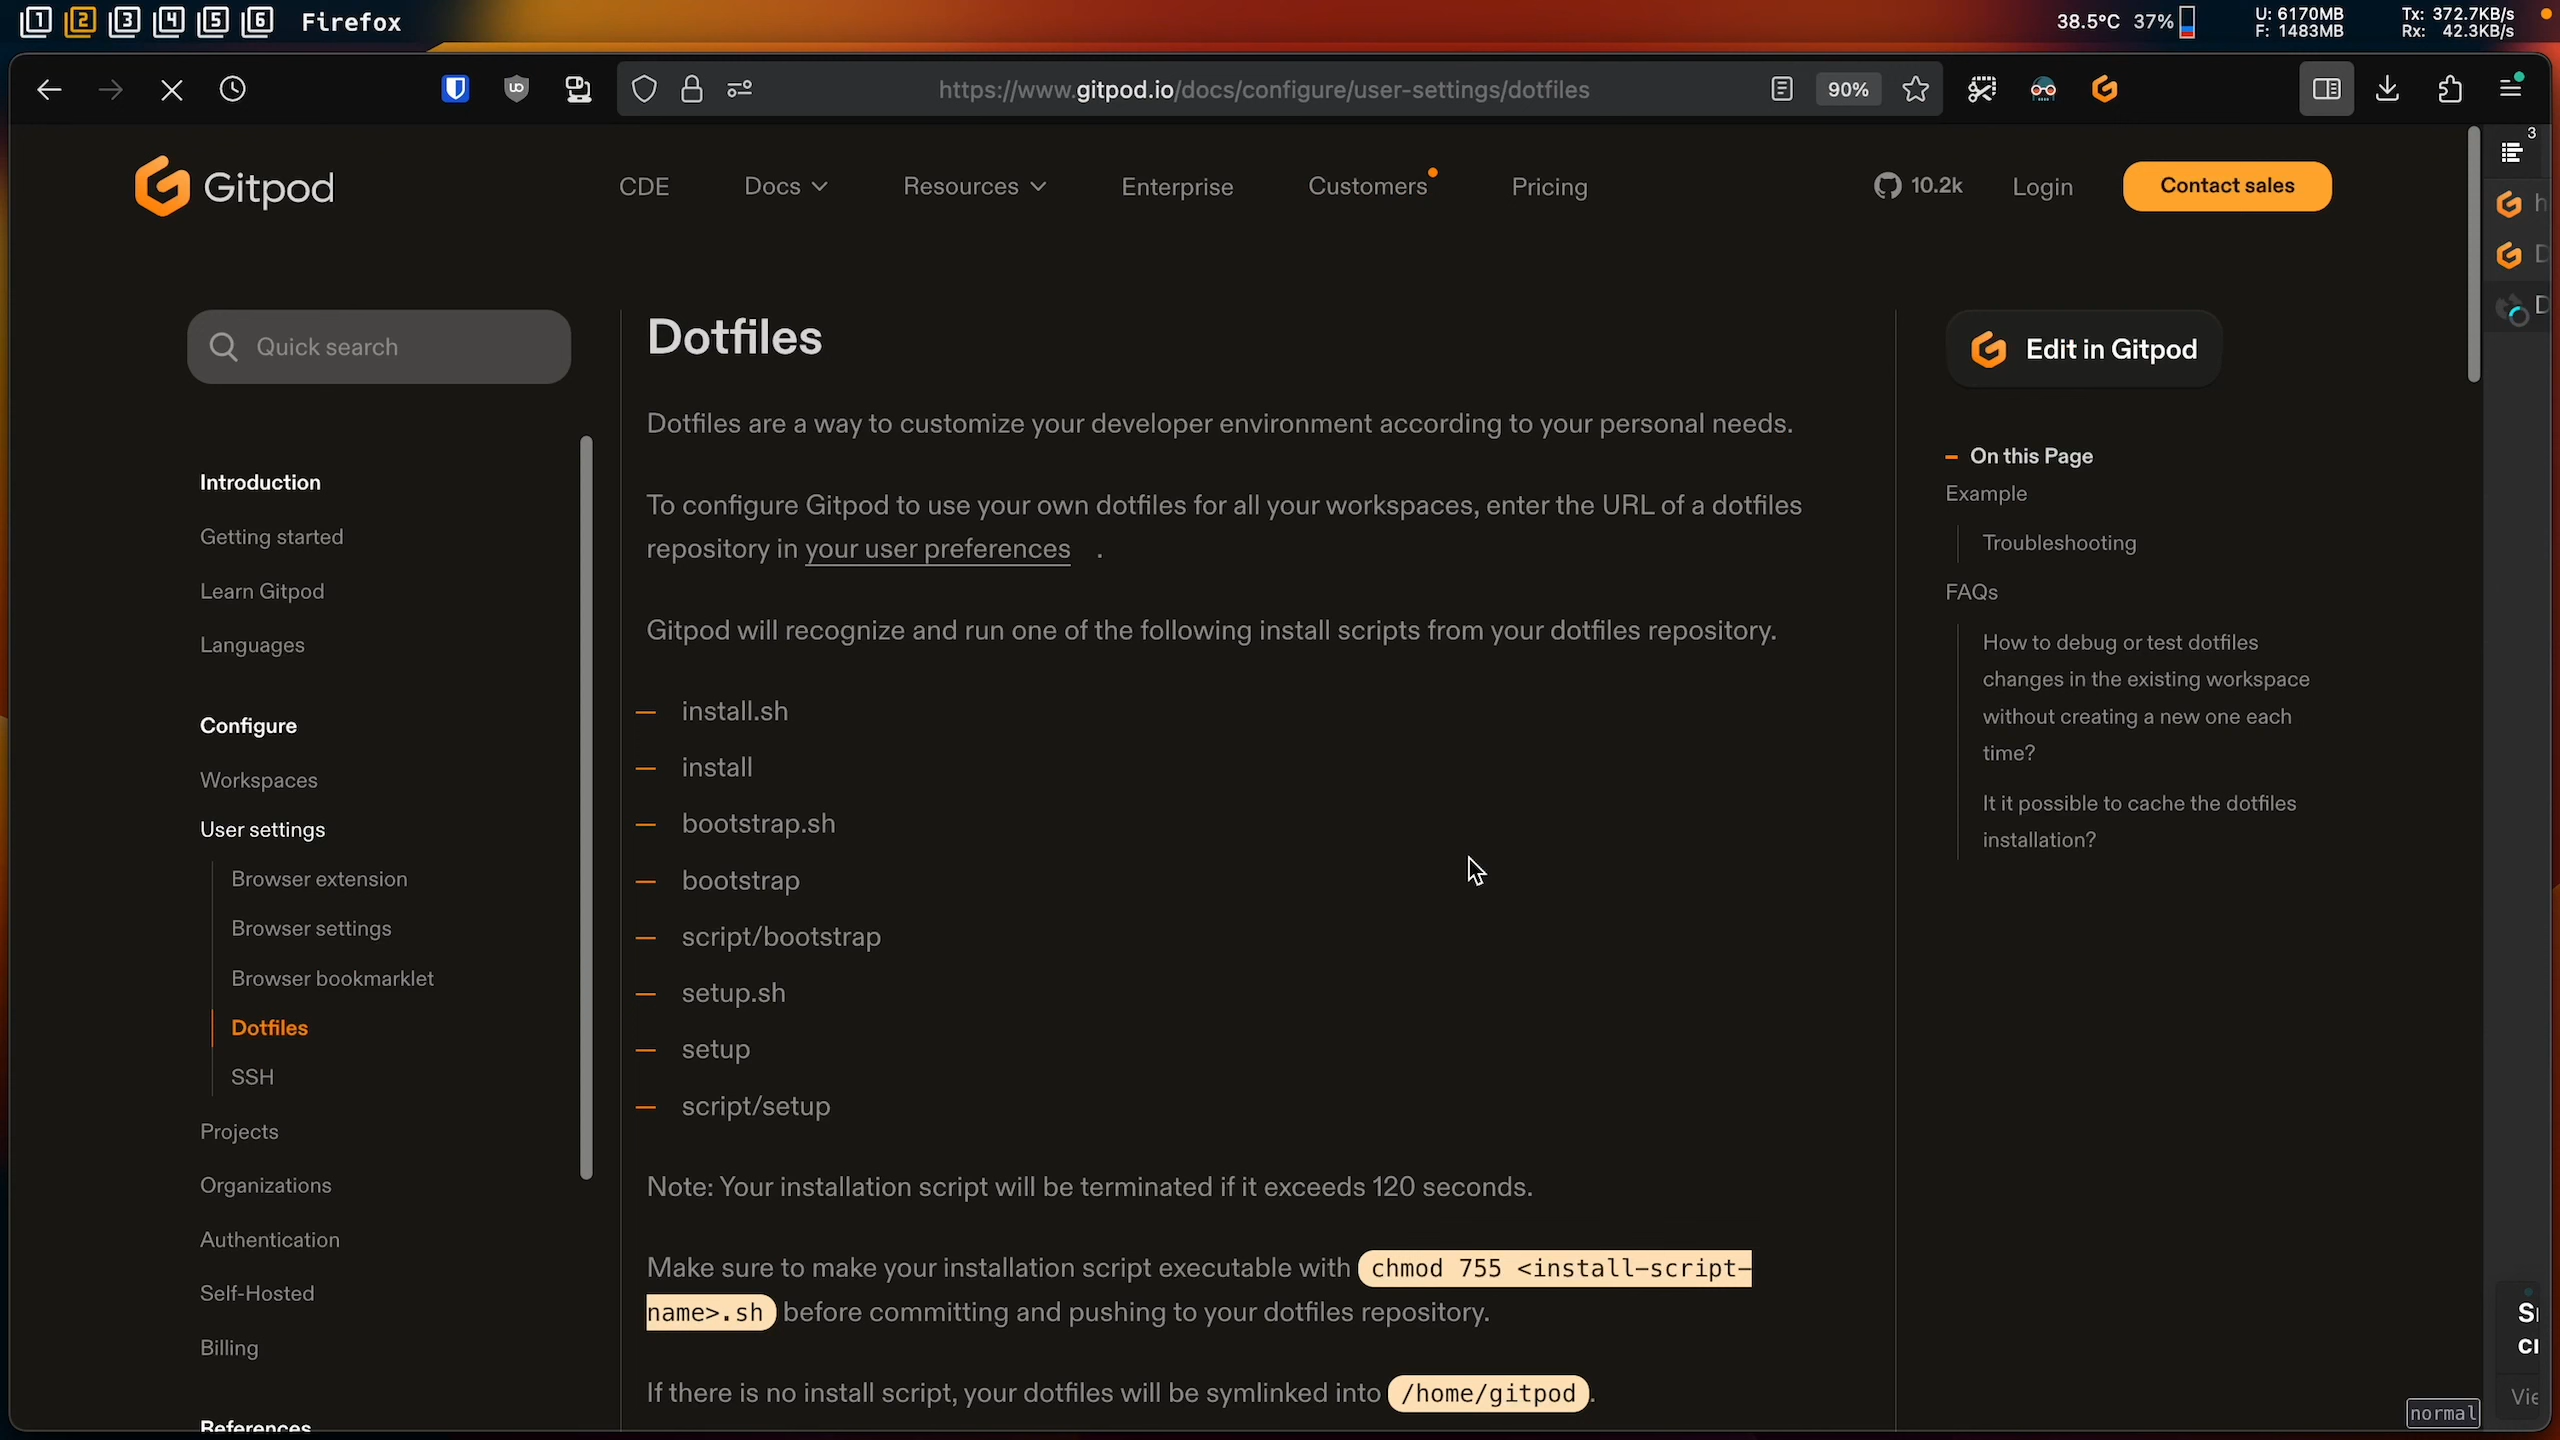 1 2 3 4 5 6 Firefox
38.5°C 37%
U: 6170MB
F: 1483MB
Tx: 372.7KB/s
Rx: 42.3KB/s
https://www.gitpod.io/docs/configure/user-settings/dotfiles
90%
Gitpod
CDE
Docs
Resources
Enterprise
Customers
Pricing
10.2k
Login
Contact sales
3
Quick search
Introduction
Getting started
Learn Gitpod
Languages
Configure
Workspaces
User settings
Browser extension
Browser settings
Browser bookmarklet
Dotfiles
SSH
Projects
Organizations
Authentication
Self-Hosted
Billing
References
Dotfiles
Dotfiles are a way to customize your developer environment according to your personal needs.
To configure Gitpod to use your own dotfiles for all your workspaces, enter the URL of a dotfiles
repository in your user preferences .
Gitpod will recognize and run one of the following install scripts from your dotfiles repository.
— install.sh
— install
— bootstrap.sh
— bootstrap
— script/bootstrap
— setup.sh
— setup
— script/setup
Note: Your installation script will be terminated if it exceeds 120 seconds.
Make sure to make your installation script executable with chmod 755 <install-script-
name>.sh before committing and pushing to your dotfiles repository.
If there is no install script, your dotfiles will be symlinked into /home/gitpod.
Edit in Gitpod
On this Page
Example
Troubleshooting
FAQs
How to debug or test dotfiles
changes in the existing workspace
without creating a new one each
time?
It it possible to cache the dotfiles
installation?
h
D
D
normal